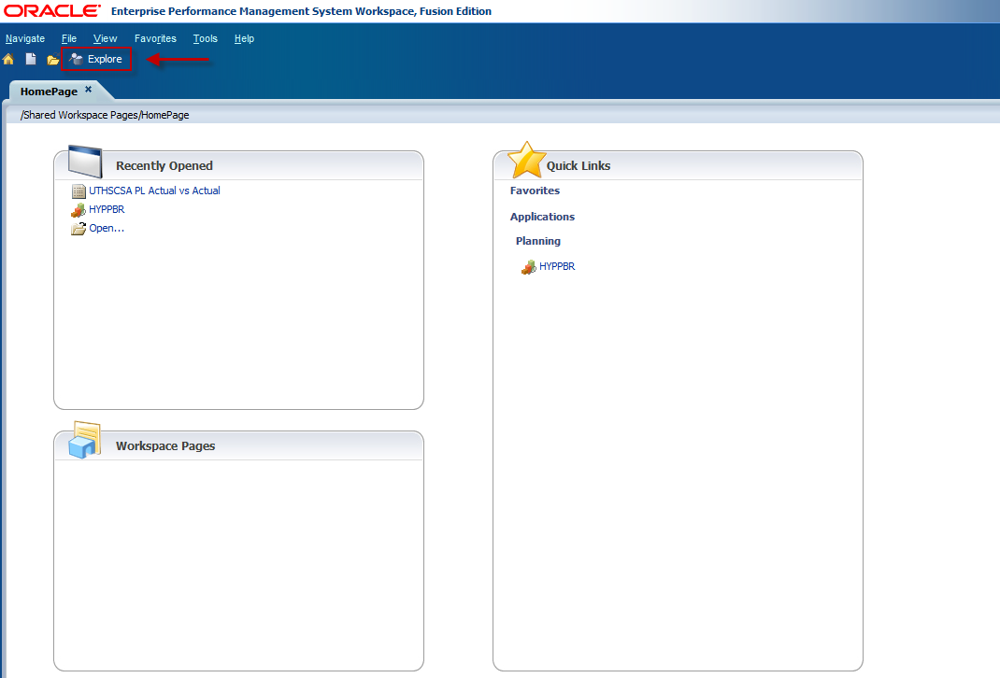 ORACLE Enterprise Performance Management System Workspace, Fusion Edition
Navigate File View Favorites Tools Help
Explore
HomePage
/Shared Workspace Pages/HomePage
Recently Opened
UTHSCSA PL Actual vs Actual
HYPPBR
Open...
Workspace Pages
Quick Links
Favorites
Applications
Planning
HYPPBR